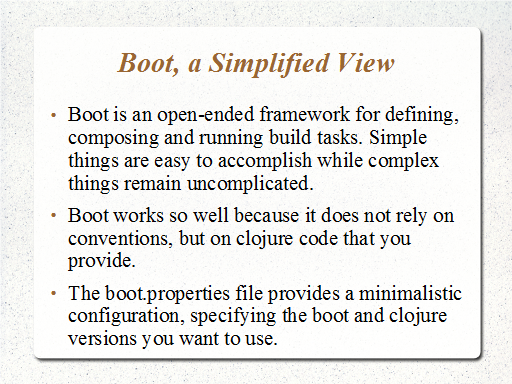 Boot, a Simplified View
• Boot is an open-ended framework for defining,
composing and running build tasks. Simple
things are easy to accomplish while complex
things remain uncomplicated.
• Boot works so well because it does not rely on
conventions, but on clojure code that you
provide.
• The boot.properties file provides a minimalistic
configuration, specifying the boot and clojure
versions you want to use.